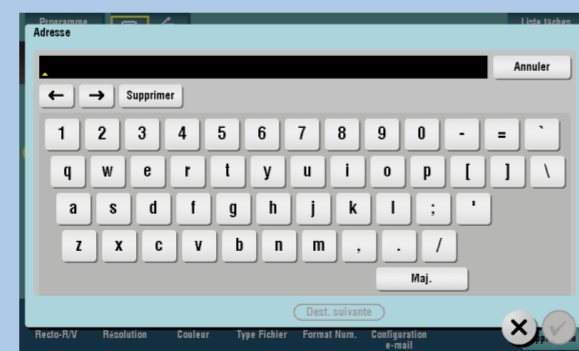 Programme
Liste tâches
Adresse
Annuler
← → Supprimer
1 2 3 4 5 6 7 8 9 0 - = `
q w e r t y u i o p [ ] \
a s d f g h j k l ; '
z x c v b n m , . /
Maj.
Dest. suivante
Recto-R/V Résolution Couleur Type Fichier Format Num. Configuration
e-mail